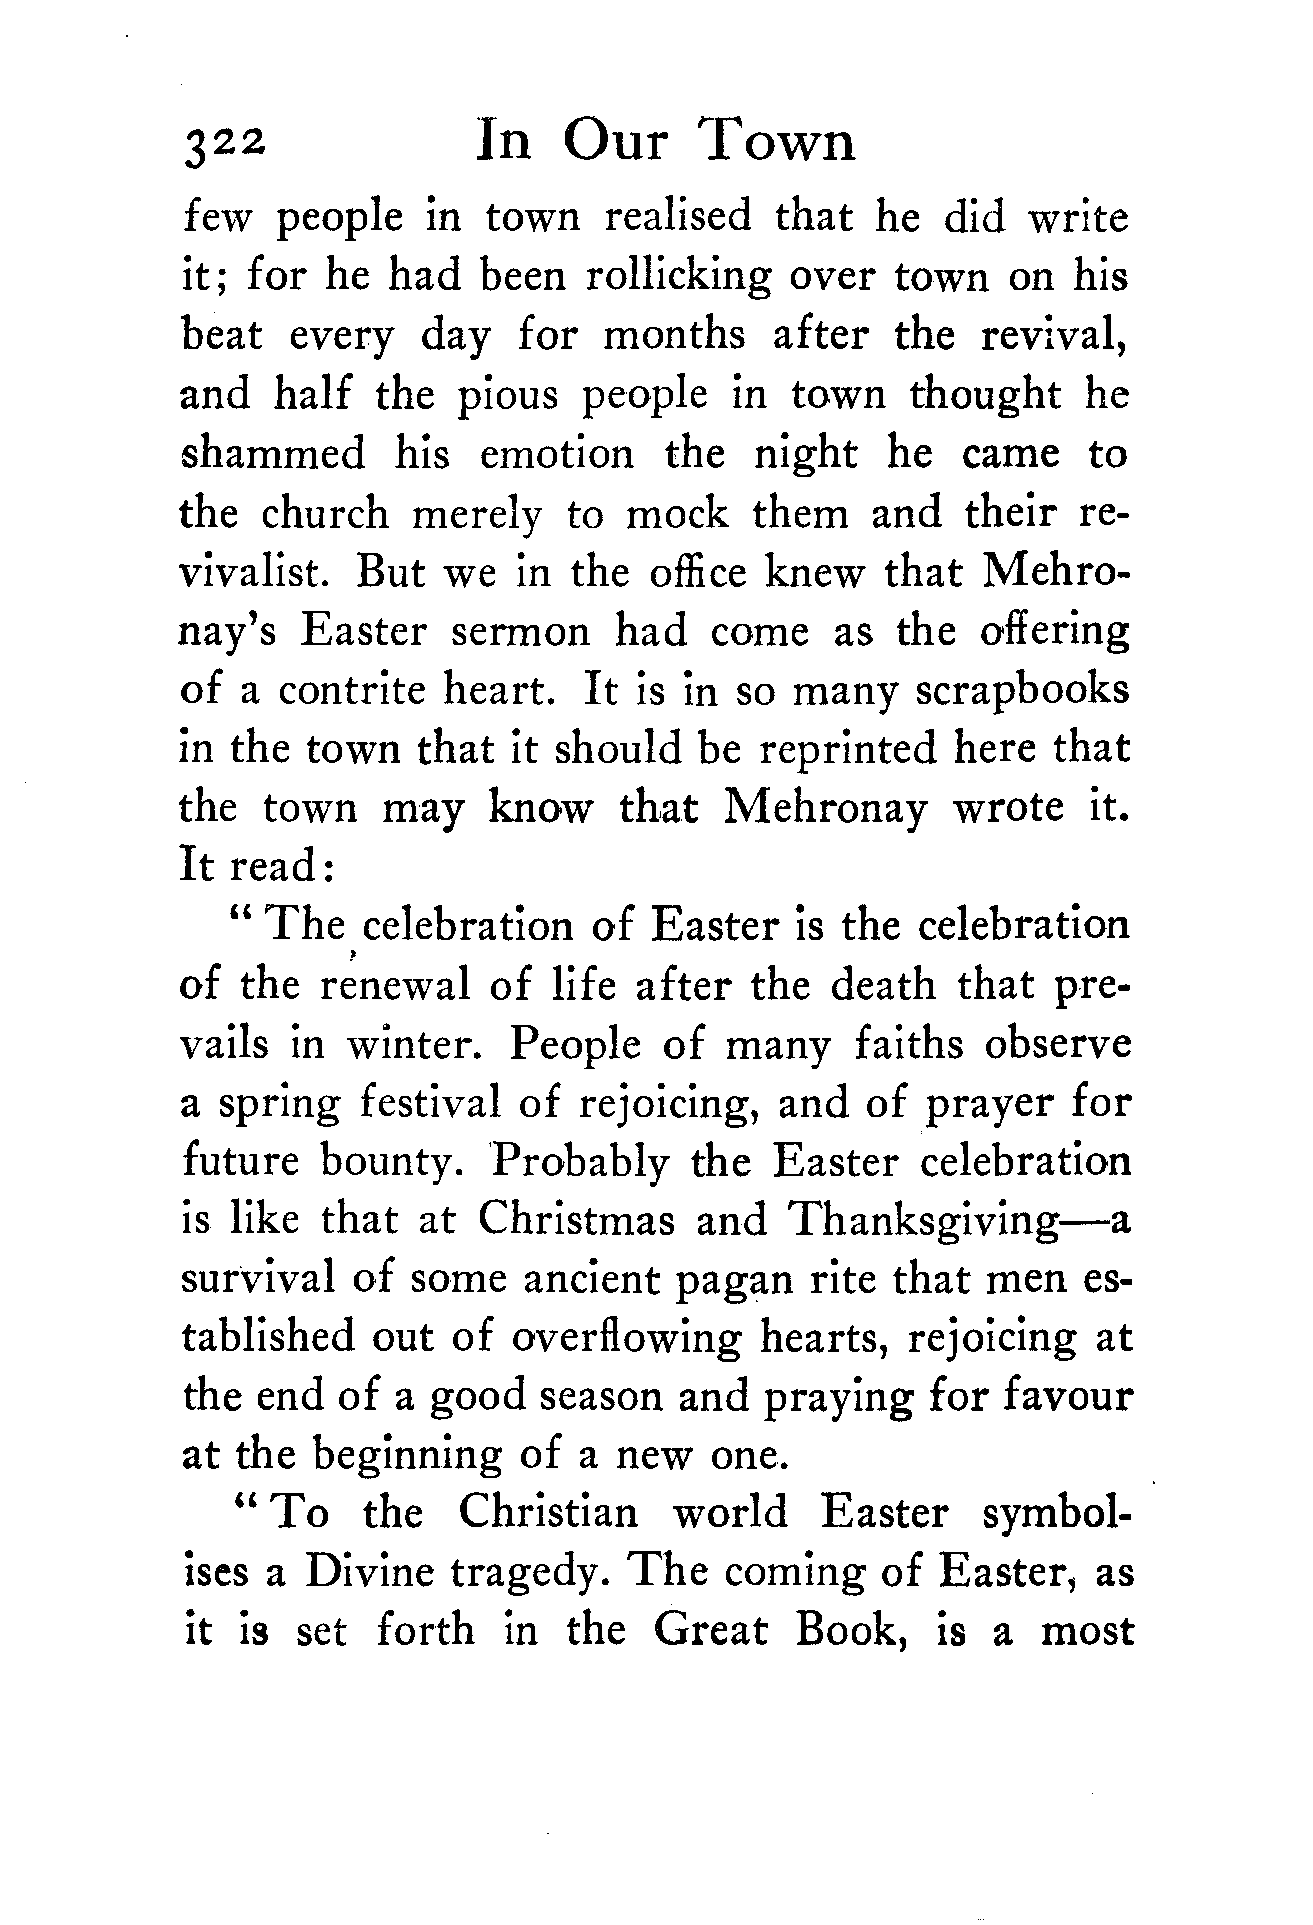 322 In Our Town
few people in town realised that he did write
it; for he had been rollicking over town on his
beat every day for months after the revival,
and half the pious people in town thought he
shammed his emotion the night he came to
the church merely to mock them and their re-
vivalist. But we in the office knew that Mehro-
nay's Easter sermon had come as the offering
of a contrite heart. It is in so many scrapbooks
in the town that it should be reprinted here that
the town may know that Mehronay wrote it.
It read:
“ The celebration of Easter is the celebration
of the renewal of life after the death that pre-
vails in winter. People of many faiths observe
a spring festival of rejoicing, and of prayer for
future bounty. Probably the Easter celebration
is like that at Christmas and Thanksgiving—a
survival of some ancient pagan rite that men es-
tablished out of overflowing hearts, rejoicing at
the end of a good season and praying for favour
at the beginning of a new one.
“ To the Christian world Easter symbol-
ises a Divine tragedy. The coming of Easter, as
it is set forth in the Great Book, is a most